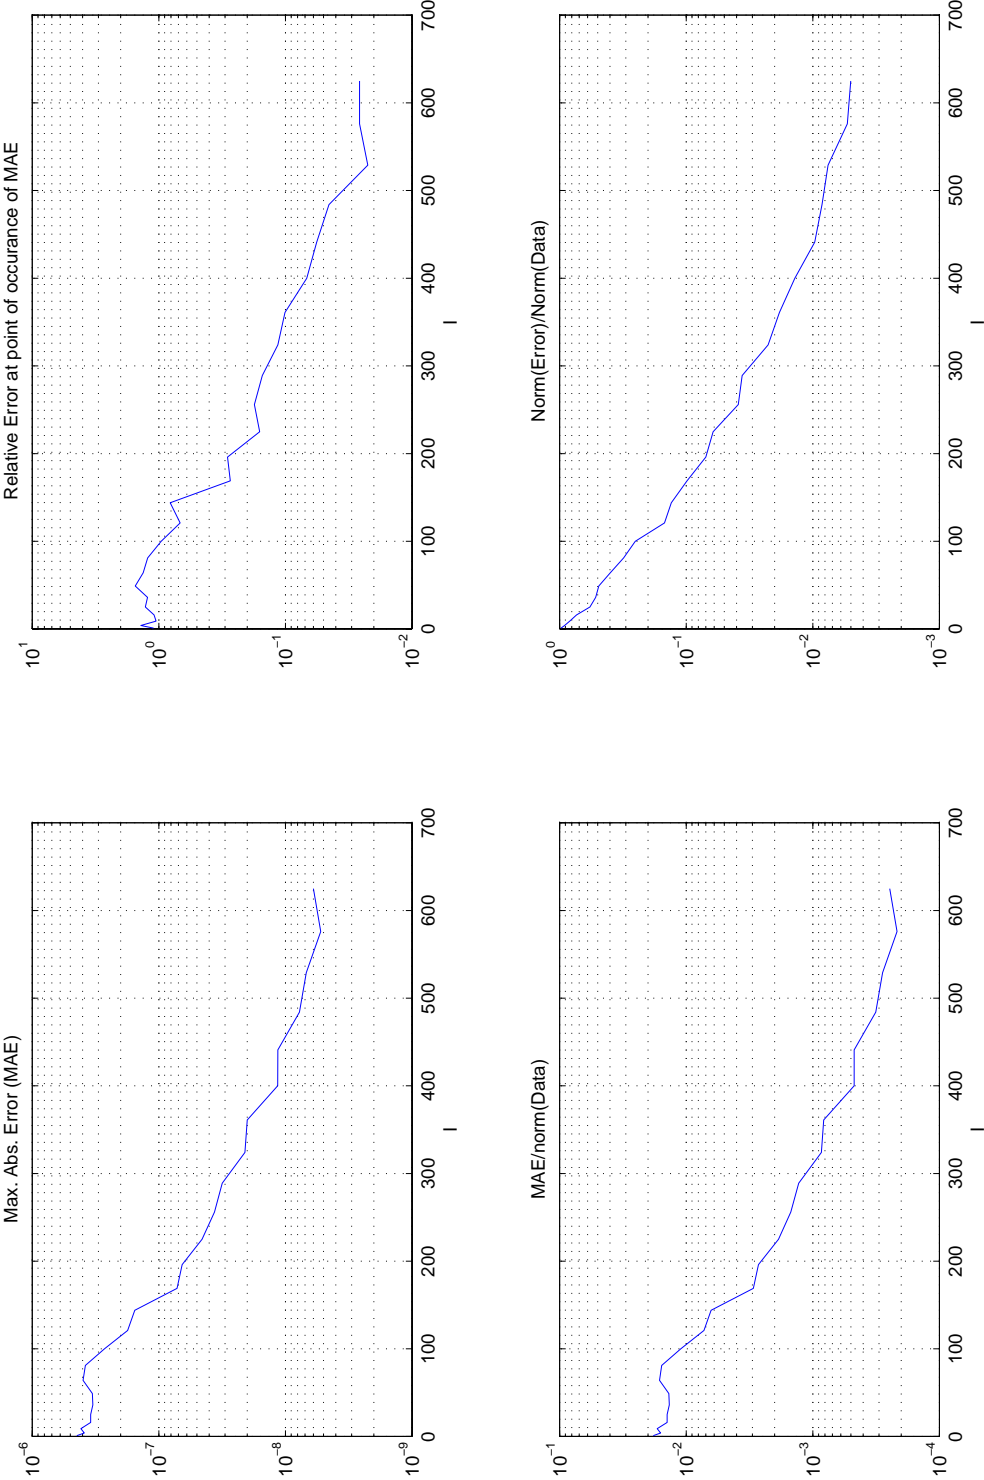 Max. Abs. Error (MAE)
10^-6
10^-7
10^-8
10^-9
0 100 200 300 400 500 600 700
I
Relative Error at point of occurance of MAE
10^1
10^0
10^-1
10^-2
0 100 200 300 400 500 600 700
I
MAE/norm(Data)
10^-1
10^-2
10^-3
10^-4
0 100 200 300 400 500 600 700
I
Norm(Error)/Norm(Data)
10^0
10^-1
10^-2
10^-3
0 100 200 300 400 500 600 700
I